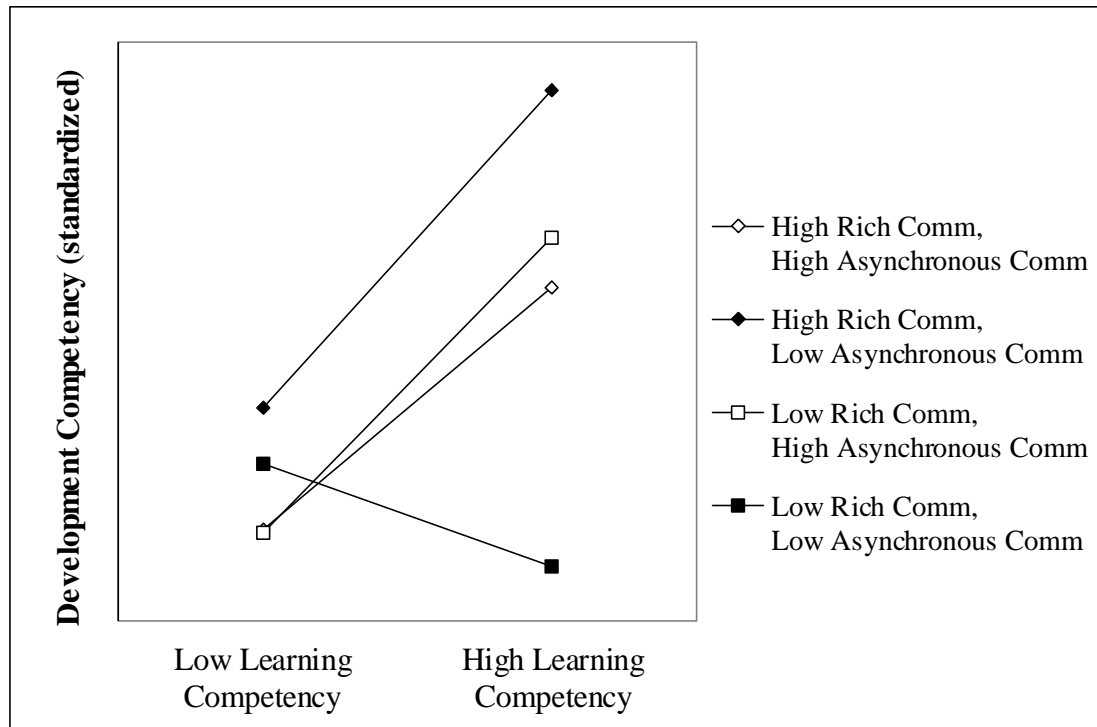 Development Competency (standardized)
Low Learning
Competency
High Learning
Competency
High Rich Comm,
High Asynchronous Comm
High Rich Comm,
Low Asynchronous Comm
Low Rich Comm,
High Asynchronous Comm
Low Rich Comm,
Low Asynchronous Comm